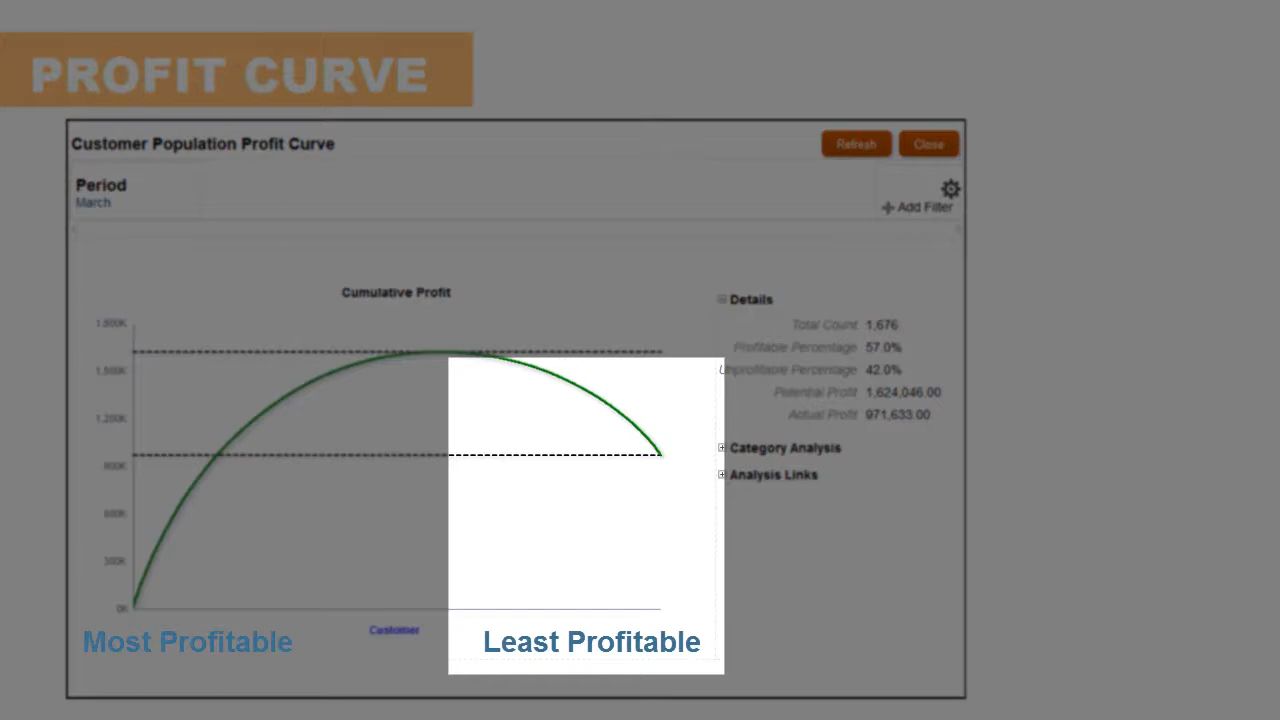 PROFIT CURVE
Customer Population Profit Curve
Refresh
Close
Period
March
Add Filter
Cumulative Profit
1,800K
1,500K
1,200K
900K
600K
300K
0K
Customer
Most Profitable
Least Profitable
Details
Total Count 1,676
Profitable Percentage 57.0%
Unprofitable Percentage 42.0%
Potential Profit 1,624,046.00
Actual Profit 971,633.00
Category Analysis
Analysis Links